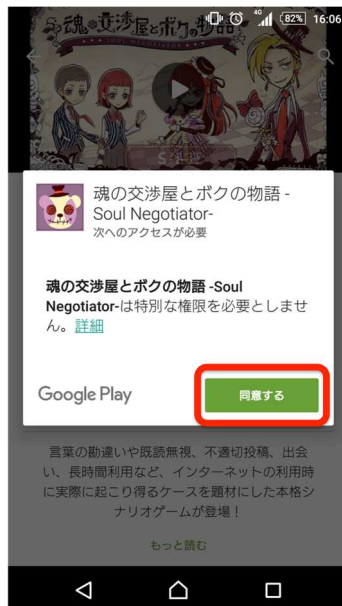 4G 82% 16:06
魂の交渉屋とボクの物語
SOUL NEGOTIATOR
魂の交渉屋とボクの物語 -
Soul Negotiator-
次へのアクセスが必要
魂の交渉屋とボクの物語 -Soul
Negotiator-は特別な権限を必要としませ
ん。詳細
Google Play
同意する
言葉の勘違いや既読無視、不適切投稿、出会
い、長時間利用など、インターネットの利用時
に実際に起こり得るケースを題材にした本格シ
ナリオゲームが登場！
もっと読む